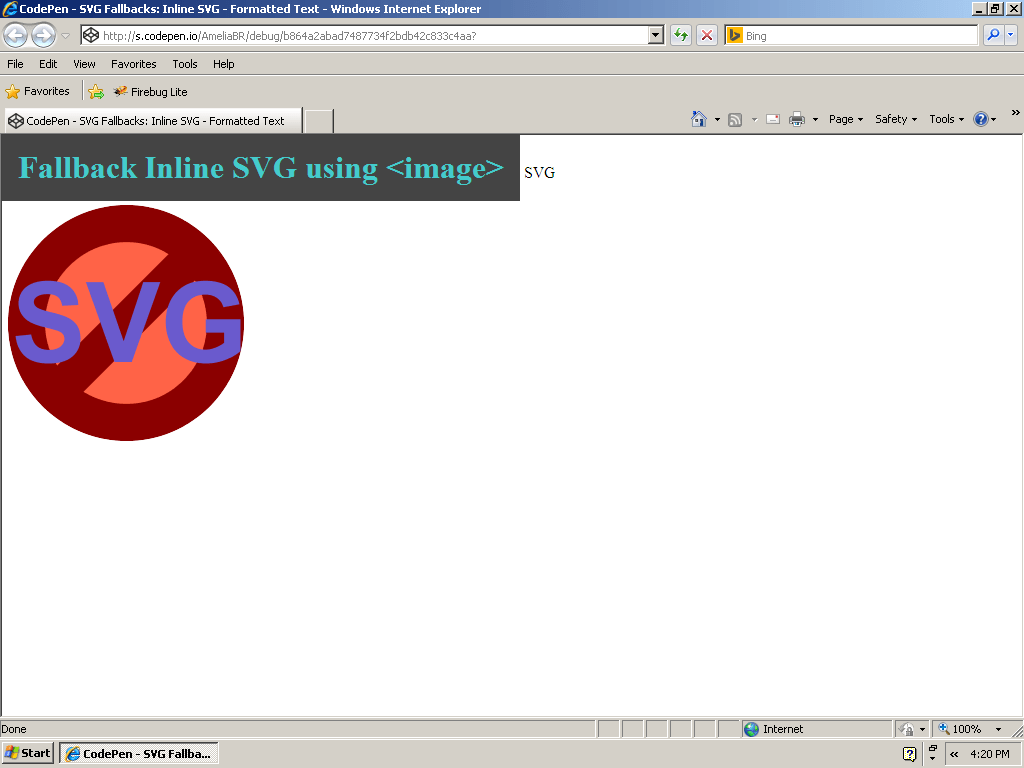 CodePen - SVG Fallbacks: Inline SVG - Formatted Text - Windows Internet Explorer
http://s.codepen.io/AmeliaBR/debug/b864a2abad7487734f2bdb42c833c4aa?
Bing
File Edit View Favorites Tools Help
Favorites Firebug Lite
CodePen - SVG Fallbacks: Inline SVG - Formatted Text
Page Safety Tools »
Fallback Inline SVG using <image>
SVG
SVG
Done Internet 100%
Start CodePen - SVG Fallba... « 4:20 PM